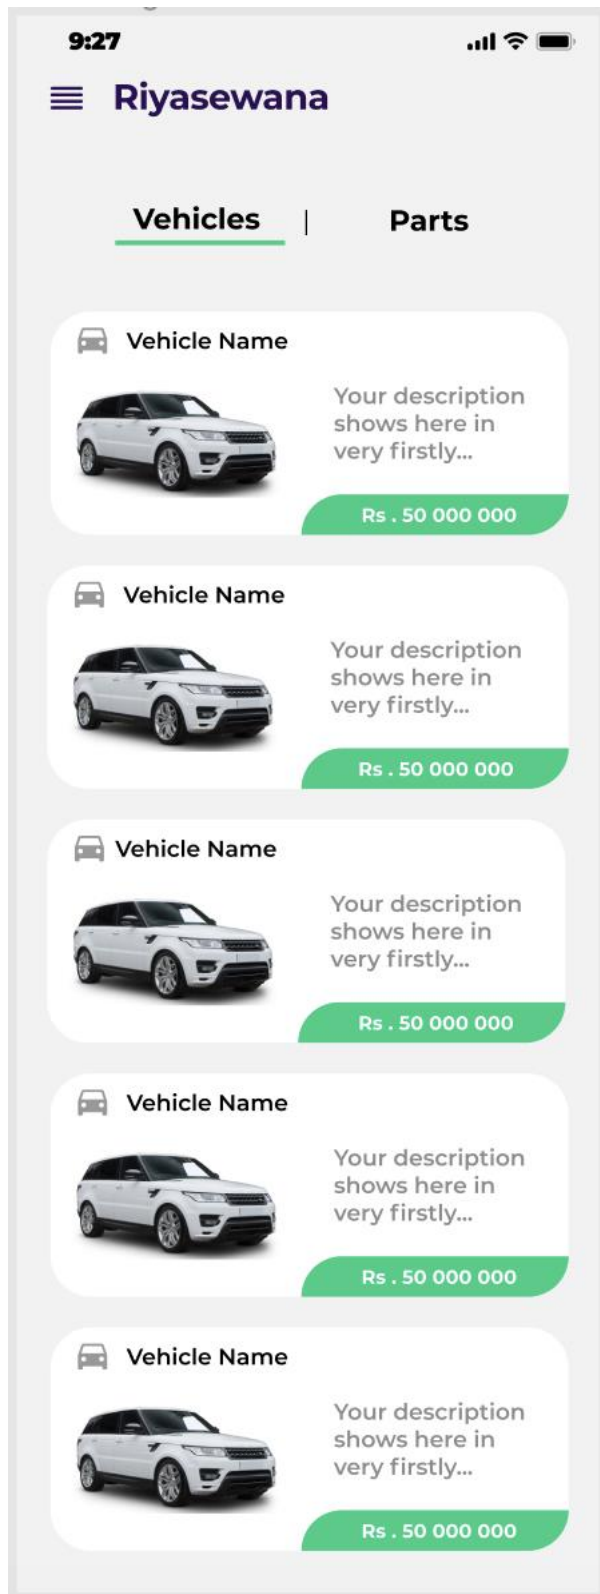 9:27
Riyasewana
Vehicles | Parts
Vehicle Name
Your description
shows here in
very firstly...
Rs . 50 000 000
Vehicle Name
Your description
shows here in
very firstly...
Rs . 50 000 000
Vehicle Name
Your description
shows here in
very firstly...
Rs . 50 000 000
Vehicle Name
Your description
shows here in
very firstly...
Rs . 50 000 000
Vehicle Name
Your description
shows here in
very firstly...
Rs . 50 000 000